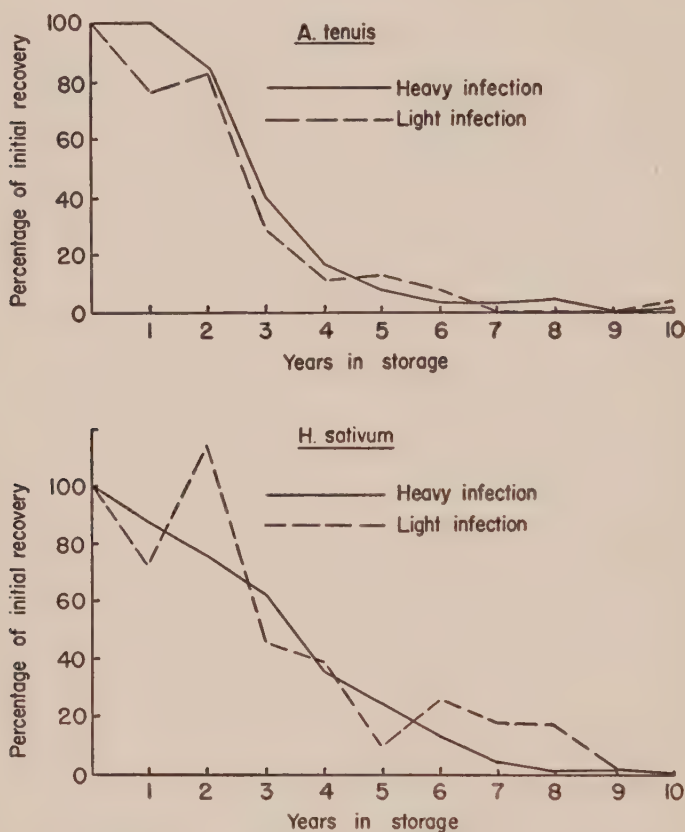 A. tenuis
Heavy infection
Light infection
Percentage of initial recovery
100
80
60
40
20
0
1 2 3 4 5 6 7 8 9 10
Years in storage
H. sativum
Heavy infection
Light infection
Percentage of initial recovery
100
80
60
40
20
0
1 2 3 4 5 6 7 8 9 10
Years in storage